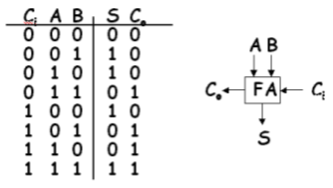 Ci A B S Co
0 0 0 0 0
0 0 1 1 0
0 1 0 1 0
0 1 1 0 1
1 0 0 1 0
1 0 1 0 1
1 1 0 0 1
1 1 1 1 1
A B
Co FA Ci
S